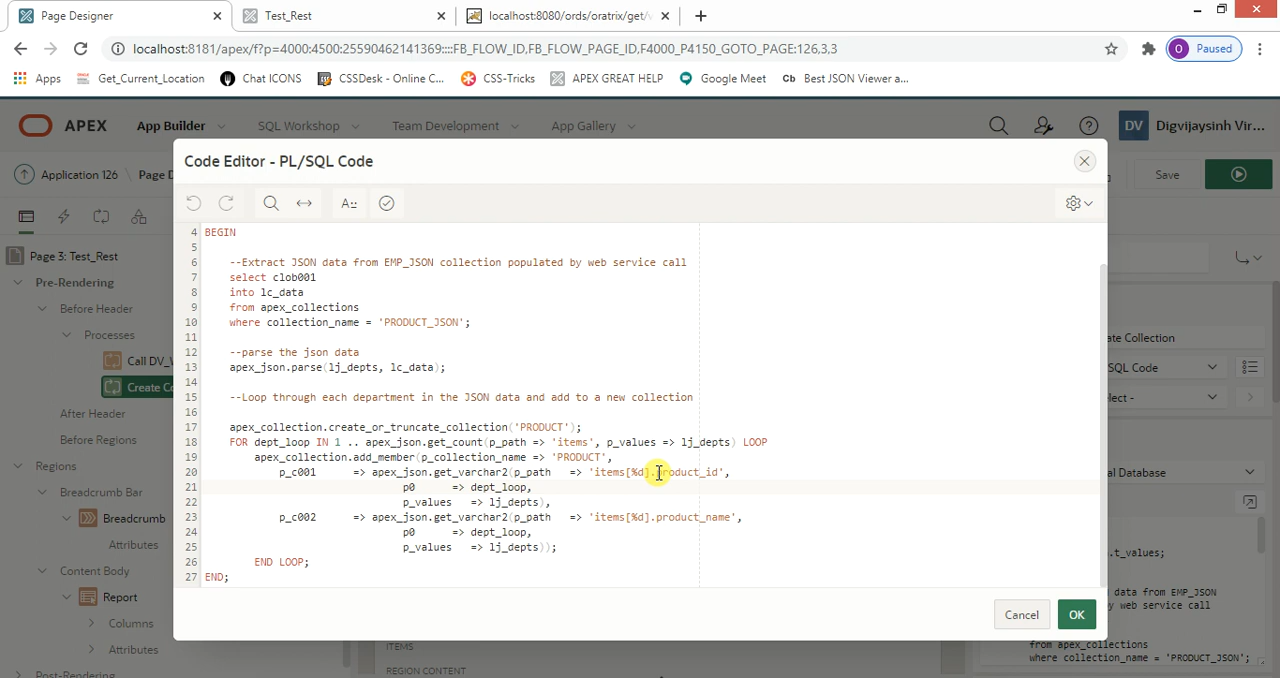 Page Designer
Test_Rest
localhost:8080/ords/oratrix/get/
localhost:8181/apex/f?p=4000:4500:25590462141369::::FB_FLOW_ID,FB_FLOW_PAGE_ID,F4000_P4150_GOTO_PAGE:126,3,3
O Paused
Apps
Get_Current_Location
Chat ICONS
CSSDesk - Online C...
CSS-Tricks
APEX GREAT HELP
Google Meet
Cb Best JSON Viewer a...
APEX
App Builder
SQL Workshop
Team Development
App Gallery
DV Digvijaysinh Vir...
Application 126
Page D
Code Editor - PL/SQL Code
Save
Page 3: Test_Rest
Pre-Rendering
Before Header
Processes
Call DV_
Create Co
After Header
Before Regions
Regions
Breadcrumb Bar
Breadcrumb
Attributes
Content Body
Report
Columns
Attributes
Post-Rendering
4 BEGIN
5
6 --Extract JSON data from EMP_JSON collection populated by web service call
7 select clob001
8 into lc_data
9 from apex_collections
10 where collection_name = 'PRODUCT_JSON';
11
12 --parse the json data
13 apex_json.parse(lj_depts, lc_data);
14
15 --Loop through each department in the JSON data and add to a new collection
16
17 apex_collection.create_or_truncate_collection('PRODUCT');
18 FOR dept_loop IN 1 .. apex_json.get_count(p_path => 'items', p_values => lj_depts) LOOP
19 apex_collection.add_member(p_collection_name => 'PRODUCT',
20 p_c001 => apex_json.get_varchar2(p_path => 'items[%d].product_id',
21 p0 => dept_loop,
22 p_values => lj_depts),
23 p_c002 => apex_json.get_varchar2(p_path => 'items[%d].product_name',
24 p0 => dept_loop,
25 p_values => lj_depts));
26 END LOOP;
27 END;
Cancel
OK
ate Collection
SQL Code
lect -
al Database
s.t_values;
data from EMP_JSON
y web service call
from apex_collections
where collection_name = 'PRODUCT_JSON';
ITEMS
REGION CONTENT